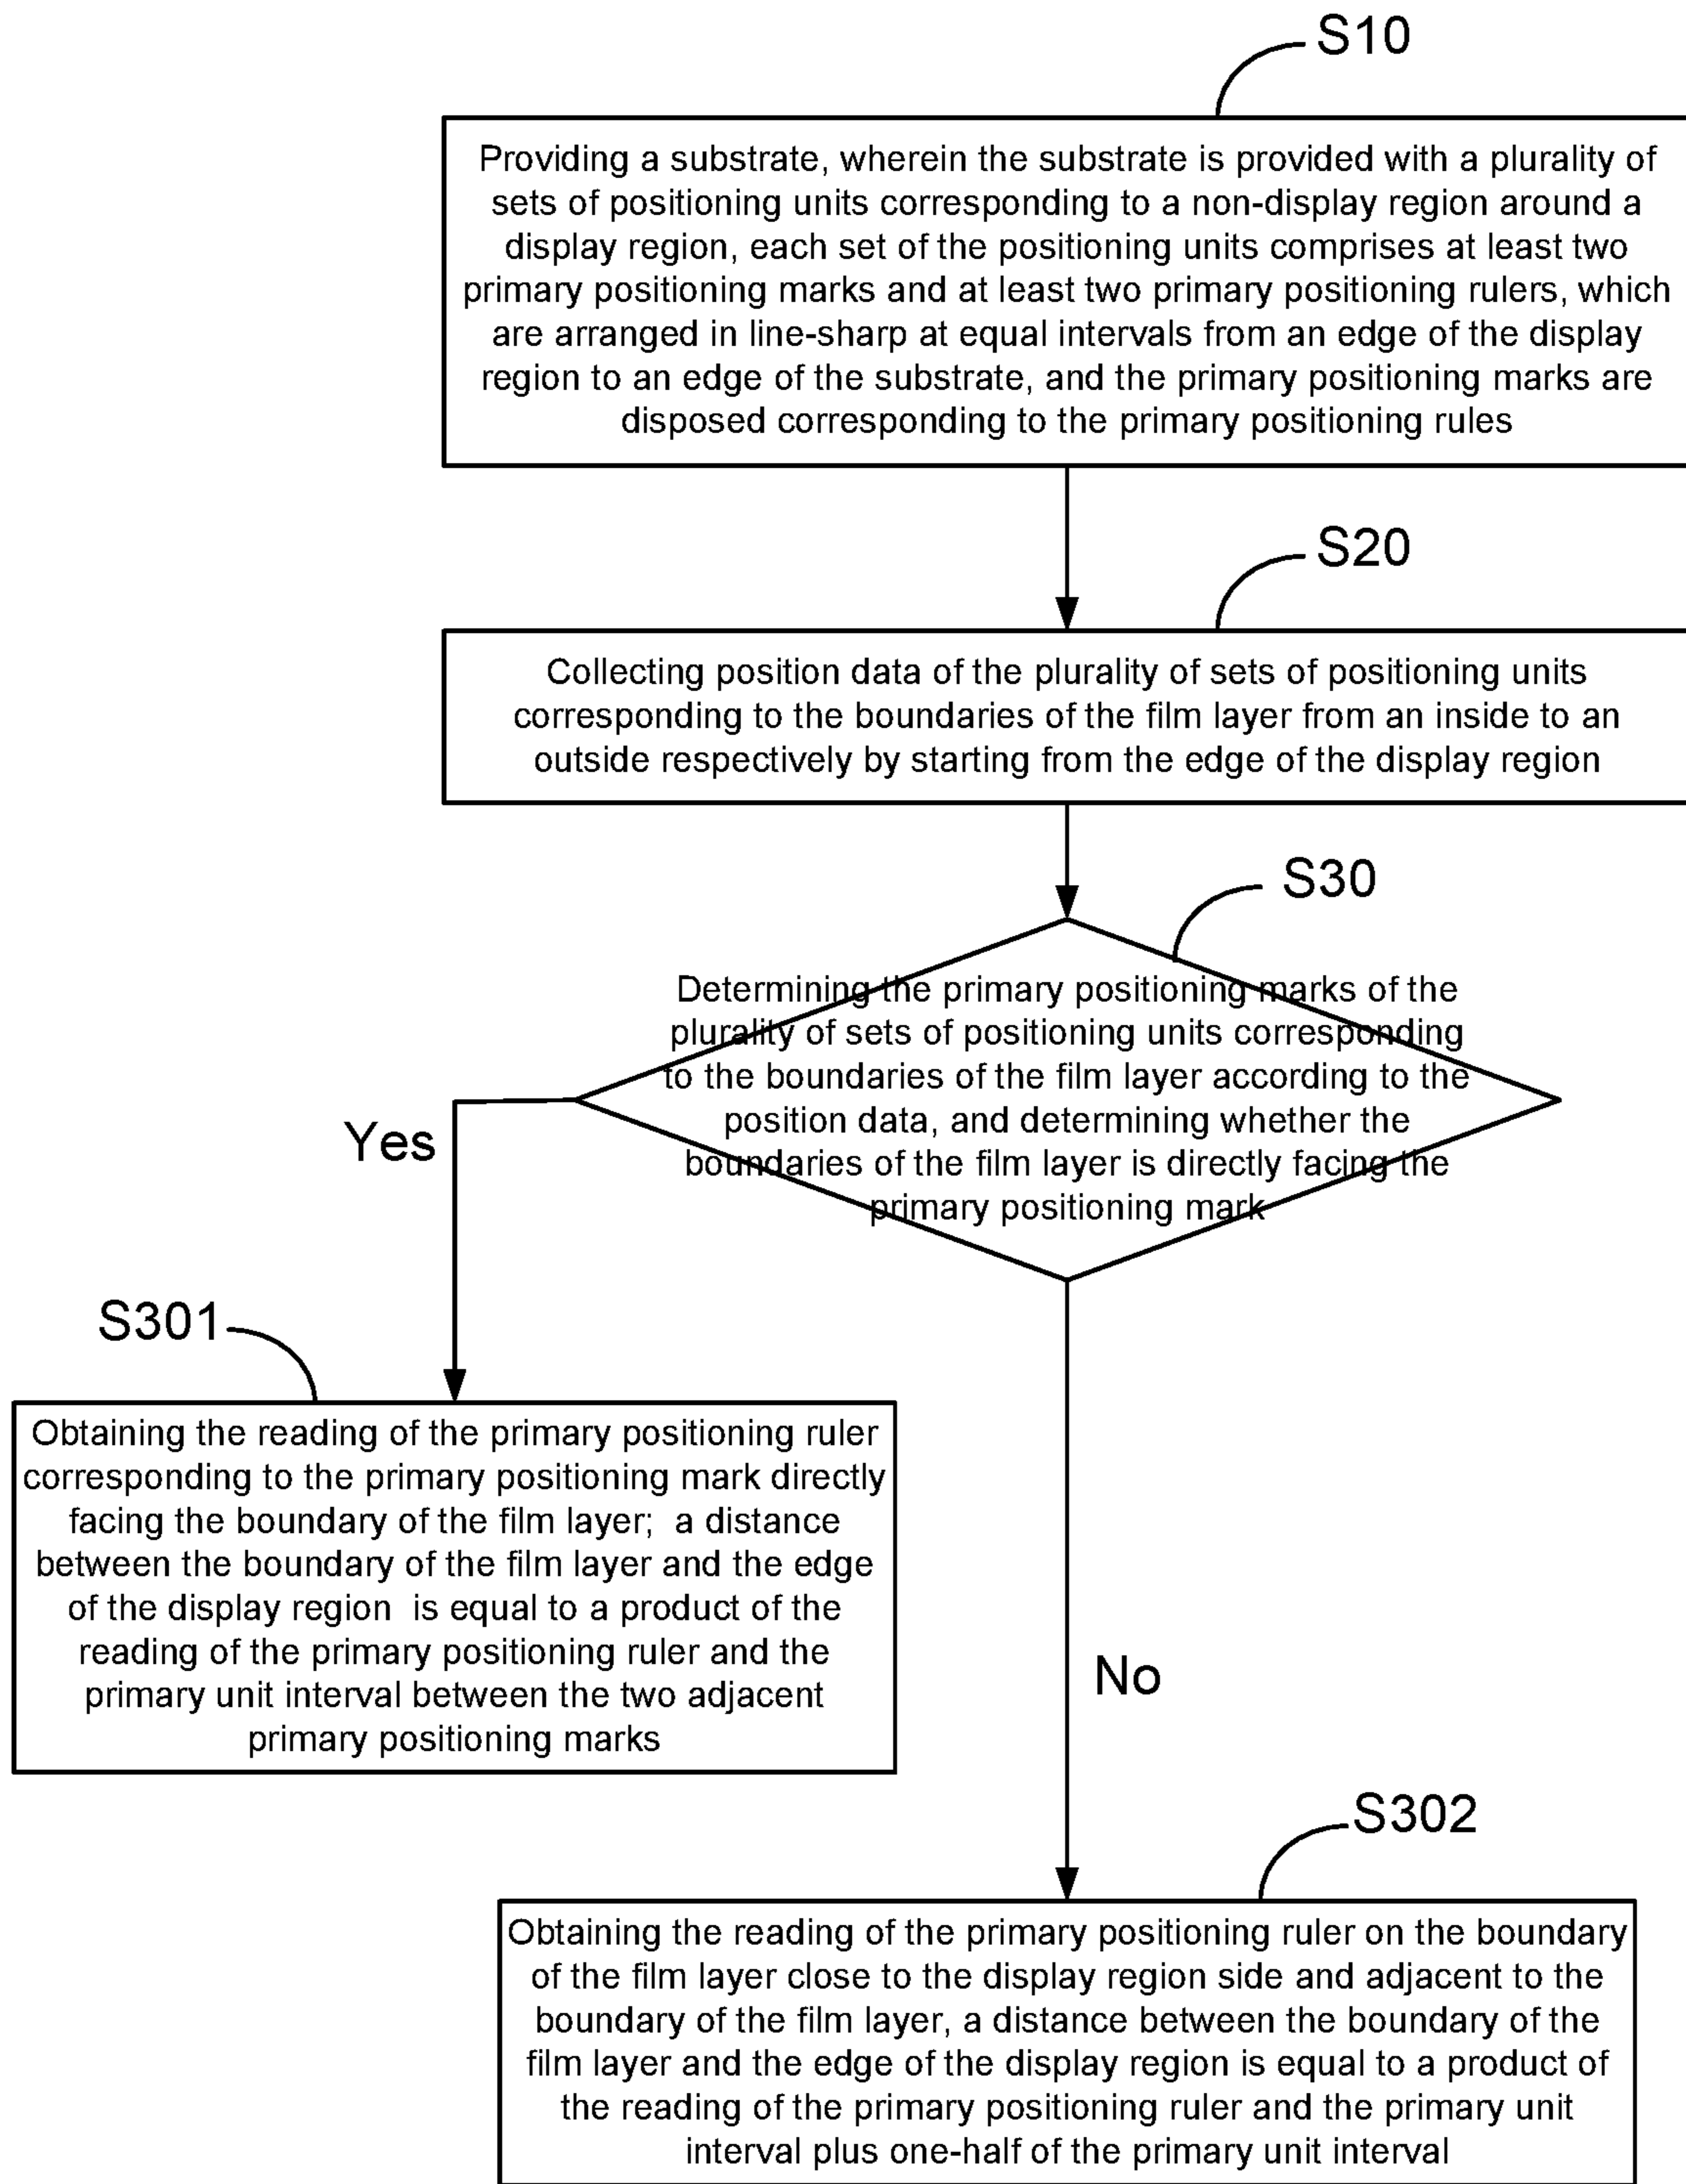 S10
Providing a substrate, wherein the substrate is provided with a plurality of
sets of positioning units corresponding to a non-display region around a
display region, each set of the positioning units comprises at least two
primary positioning marks and at least two primary positioning rulers, which
are arranged in line-sharp at equal intervals from an edge of the display
region to an edge of the substrate, and the primary positioning marks are
disposed corresponding to the primary positioning rules
S20
Collecting position data of the plurality of sets of positioning units
corresponding to the boundaries of the film layer from an inside to an
outside respectively by starting from the edge of the display region
S30
Determining the primary positioning marks of the
plurality of sets of positioning units corresponding
to the boundaries of the film layer according to the
position data, and determining whether the
boundaries of the film layer is directly facing the
primary positioning mark
Yes
S301
Obtaining the reading of the primary positioning ruler
corresponding to the primary positioning mark directly
facing the boundary of the film layer; a distance
between the boundary of the film layer and the edge
of the display region is equal to a product of the
reading of the primary positioning ruler and the
primary unit interval between the two adjacent
primary positioning marks
No
S302
Obtaining the reading of the primary positioning ruler on the boundary
of the film layer close to the display region side and adjacent to the
boundary of the film layer, a distance between the boundary of the
film layer and the edge of the display region is equal to a product of
the reading of the primary positioning ruler and the primary unit
interval plus one-half of the primary unit interval